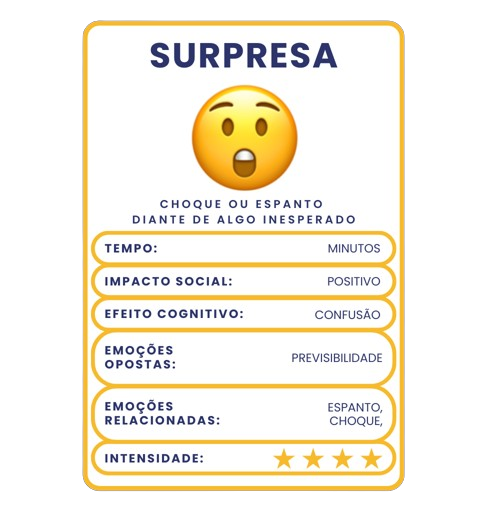 SURPRESA
CHOQUE OU ESPANTO
DIANTE DE ALGO INESPERADO
TEMPO: MINUTOS
IMPACTO SOCIAL: POSITIVO
EFEITO COGNITIVO: CONFUSÃO
EMOÇÕES
OPOSTAS: PREVISIBILIDADE
EMOÇÕES ESPANTO,
RELACIONADAS: CHOQUE,
INTENSIDADE: